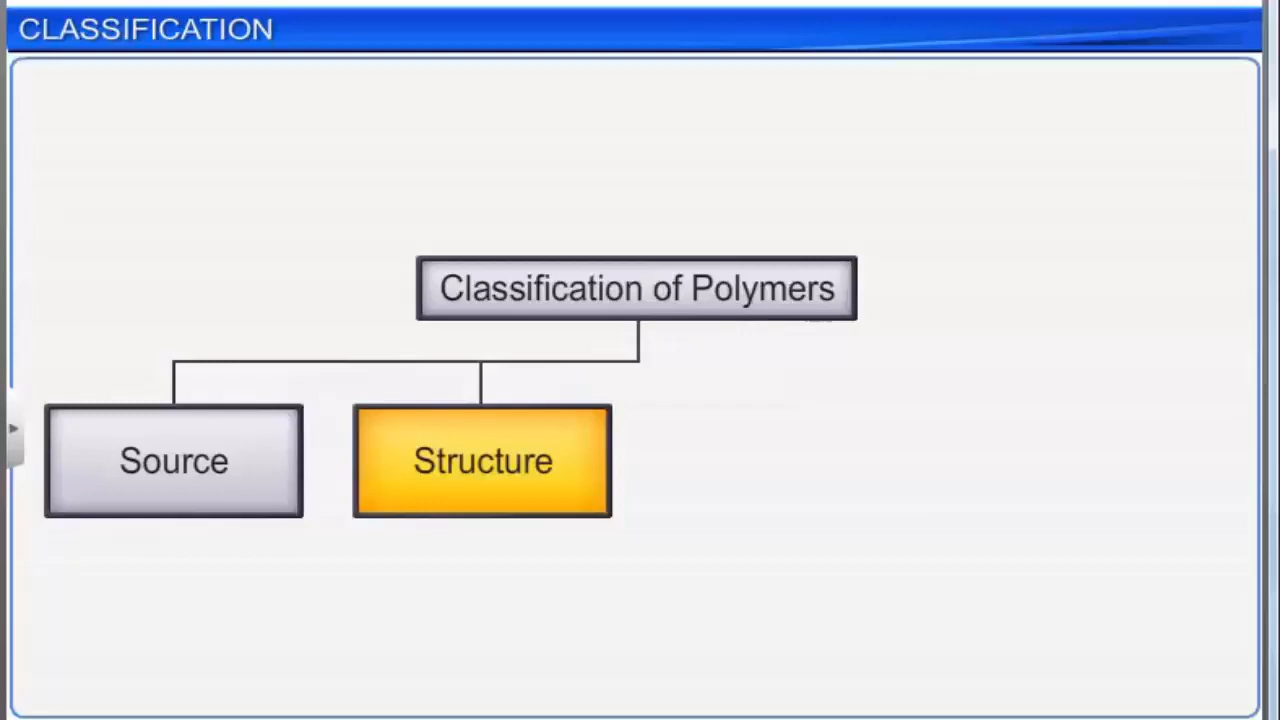 CLASSIFICATION
Classification of Polymers
Source
Structure